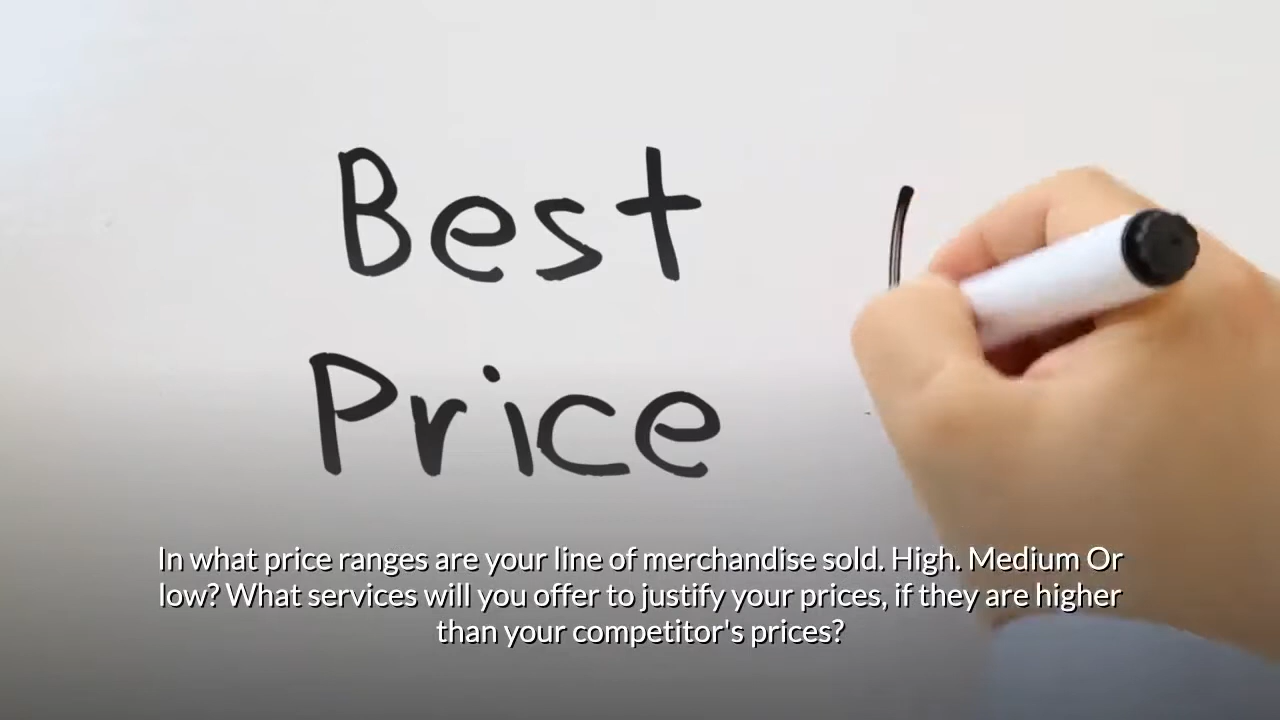 Best
Price
In what price ranges are your line of merchandise sold. High. Medium Or
low? What services will you offer to justify your prices, if they are higher
than your competitor's prices?